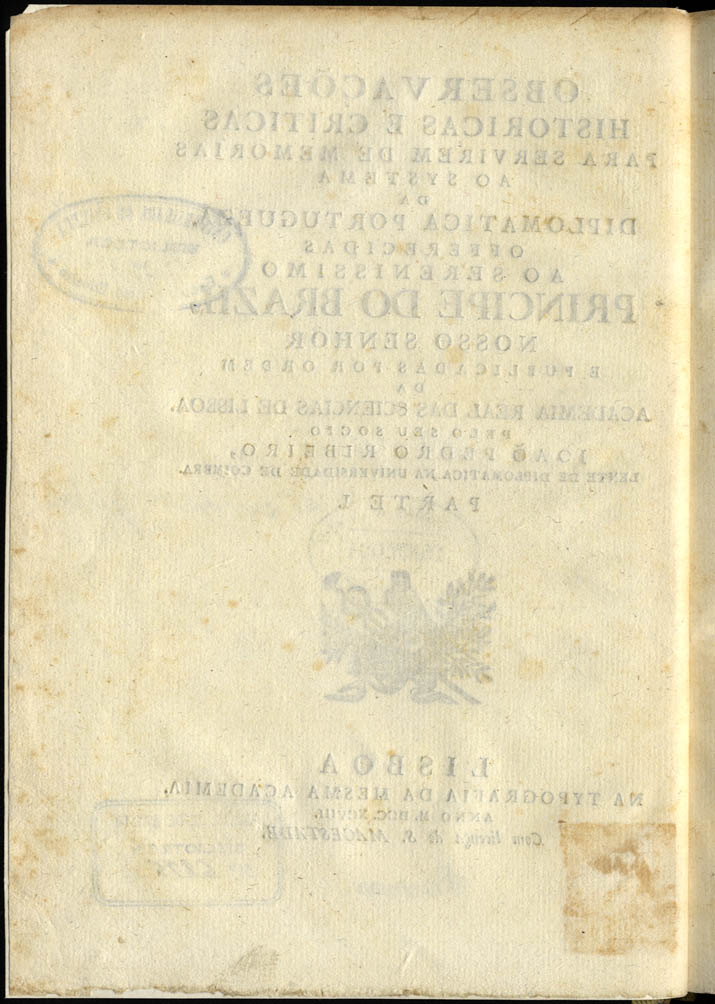 OBSERVAÇÕES
HISTORICAS E CRITICAS
PARA SERVIREM DE MEMORIAS
AO SYSTEMA
DA
DIPLOMATICA PORTUGUEZA,
OFFERECIDAS
AO SERENISSIMO
PRINCIPE DO BRAZIL,
NOSSO SENHOR
E PUBLICADAS POR ORDEM
DA
ACADEMIA REAL DAS SCIENCIAS DE LISBOA.
PELO SEU SOCIO
JOAÕ PEDRO RIBEIRO,
LENTE DE DIPLOMATICA NA UNIVERSIDADE DE COIMBRA.
PARTE I.
LISBOA
NA TYPOGRAFIA DA MESMA ACADEMIA.
ANNO M. DCC. XCVIII.
Com licença de S. MAGESTADE.
BIBLIOTECA